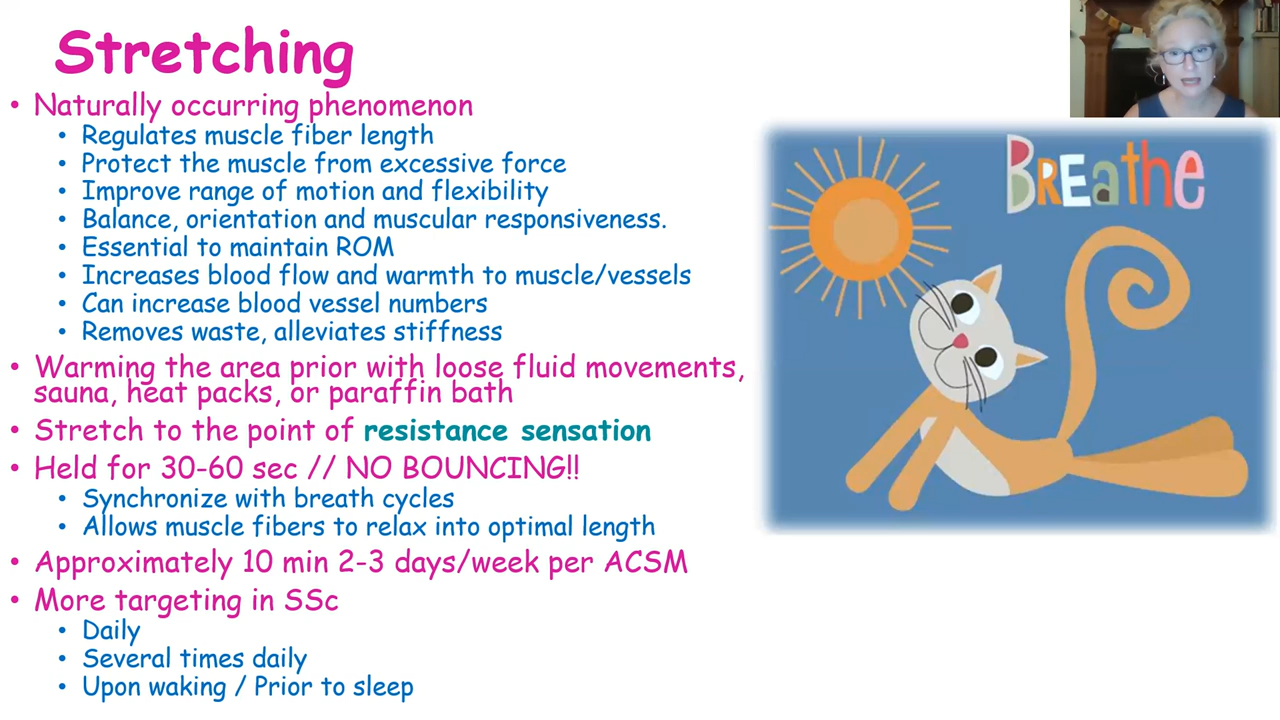 Stretching
• Naturally occurring phenomenon
• Regulates muscle fiber length
• Protect the muscle from excessive force
• Improve range of motion and flexibility
• Balance, orientation and muscular responsiveness.
• Essential to maintain ROM
• Increases blood flow and warmth to muscle/vessels
• Can increase blood vessel numbers
• Removes waste, alleviates stiffness
• Warming the area prior with loose fluid movements,
sauna, heat packs, or paraffin bath
• Stretch to the point of resistance sensation
• Held for 30-60 sec // NO BOUNCING!!
• Synchronize with breath cycles
• Allows muscle fibers to relax into optimal length
• Approximately 10 min 2-3 days/week per ACSM
• More targeting in SSc
• Daily
• Several times daily
• Upon waking / Prior to sleep
BREathe